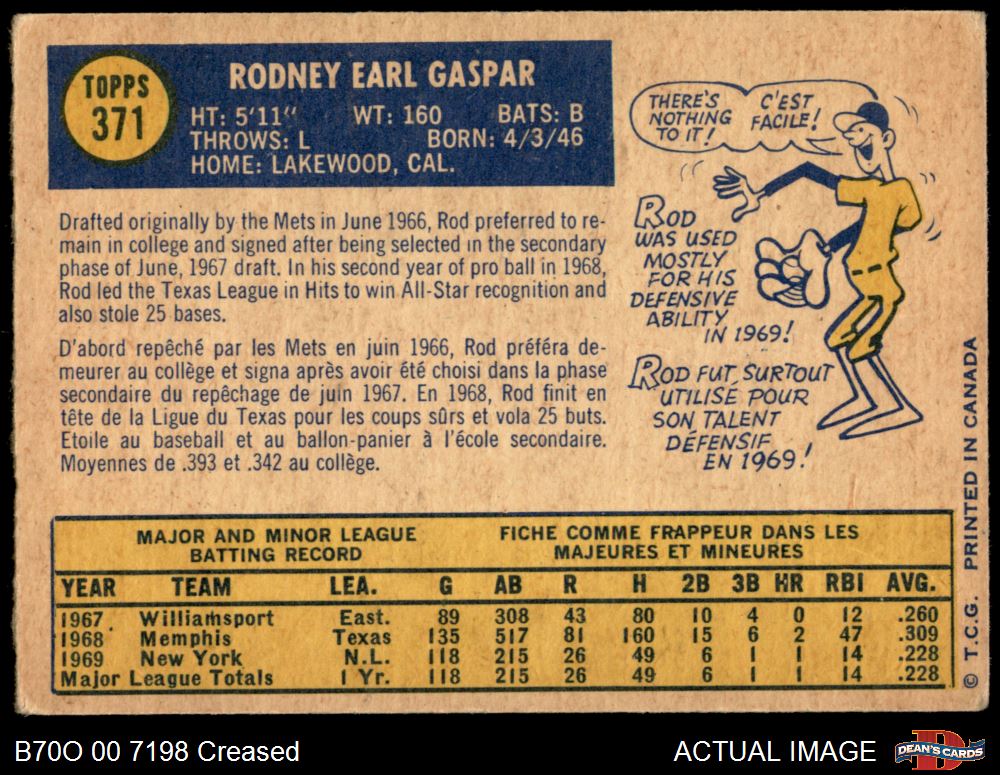 TOPPS
371
RODNEY EARL GASPAR
HT: 5'11" WT: 160 BATS: B
THROWS: L BORN: 4/3/46
HOME: LAKEWOOD, CAL.
THERE'S NOTHING TO IT!
C'EST FACILE!
Drafted originally by the Mets in June 1966, Rod preferred to re-
main in college and signed after being selected in the secondary
phase of June, 1967 draft. In his second year of pro ball in 1968,
Rod led the Texas League in Hits to win All-Star recognition and
also stole 25 bases.
D'abord repêché par les Mets en juin 1966, Rod préféra de-
meurer au collège et signa après avoir été choisi dans la phase
secondaire du repêchage de juin 1967. En 1968, Rod finit en
tête de la Ligue du Texas pour les coups sûrs et vola 25 buts.
Etoile au baseball et au ballon-panier à l'école secondaire.
Moyennes de .393 et .342 au collège.
ROD
WAS USED
MOSTLY
FOR HIS
DEFENSIVE
ABILITY
IN 1969!
ROD FUT SURTOUT
UTILISÉ POUR
SON TALENT
DÉFENSIF
EN 1969!
MAJOR AND MINOR LEAGUE
BATTING RECORD
FICHE COMME FRAPPEUR DANS LES
MAJEURES ET MINEURES
YEAR TEAM LEA. G AB R H 2B 3B HR RBI AVG.
1967 Williamsport East. 89 308 43 80 10 4 0 12 .260
1968 Memphis Texas 135 517 81 160 15 6 2 47 .309
1969 New York N.L. 118 215 26 49 6 1 1 14 .228
Major League Totals 1 Yr. 118 215 26 49 6 1 1 14 .228
© T.C.G. PRINTED IN CANADA
B70O 00 7198 Creased
ACTUAL IMAGE
DEAN'S CARDS